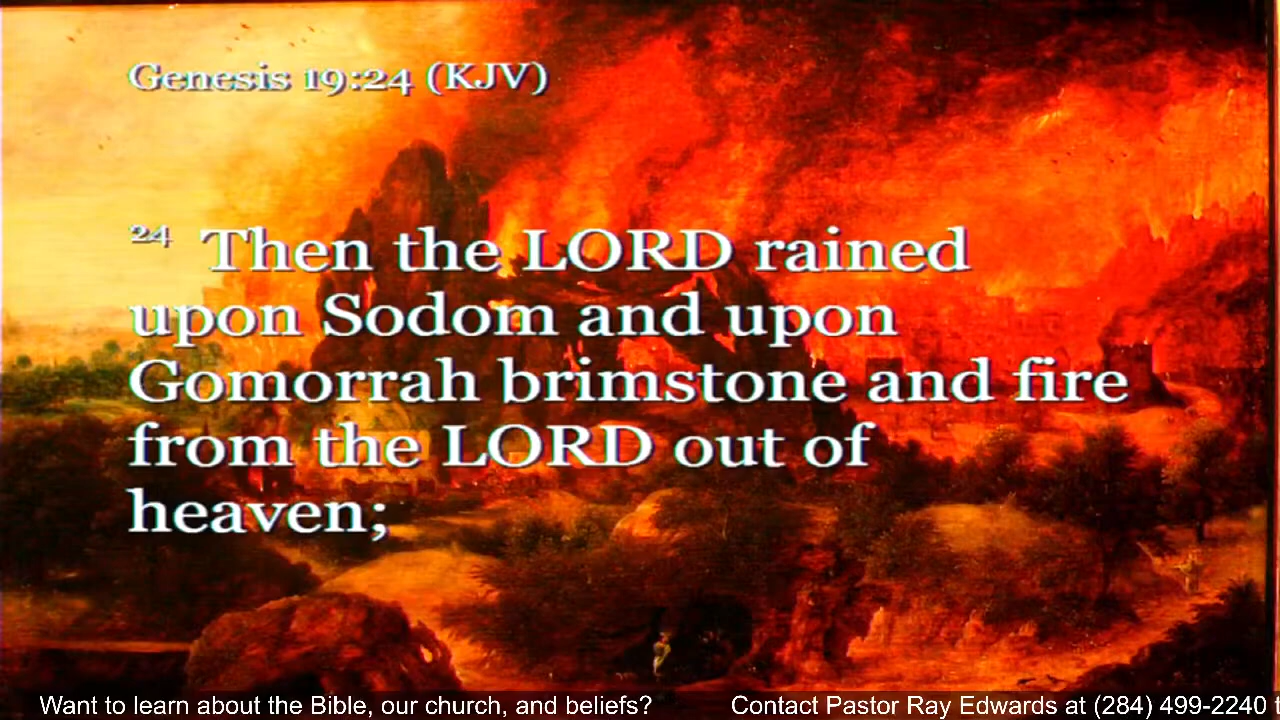 Genesis 19:24 (KJV)
24 Then the LORD rained
upon Sodom and upon
Gomorrah brimstone and fire
from the LORD out of
heaven;
Want to learn about the Bible, our church, and beliefs? Contact Pastor Ray Edwards at (284) 499-2240